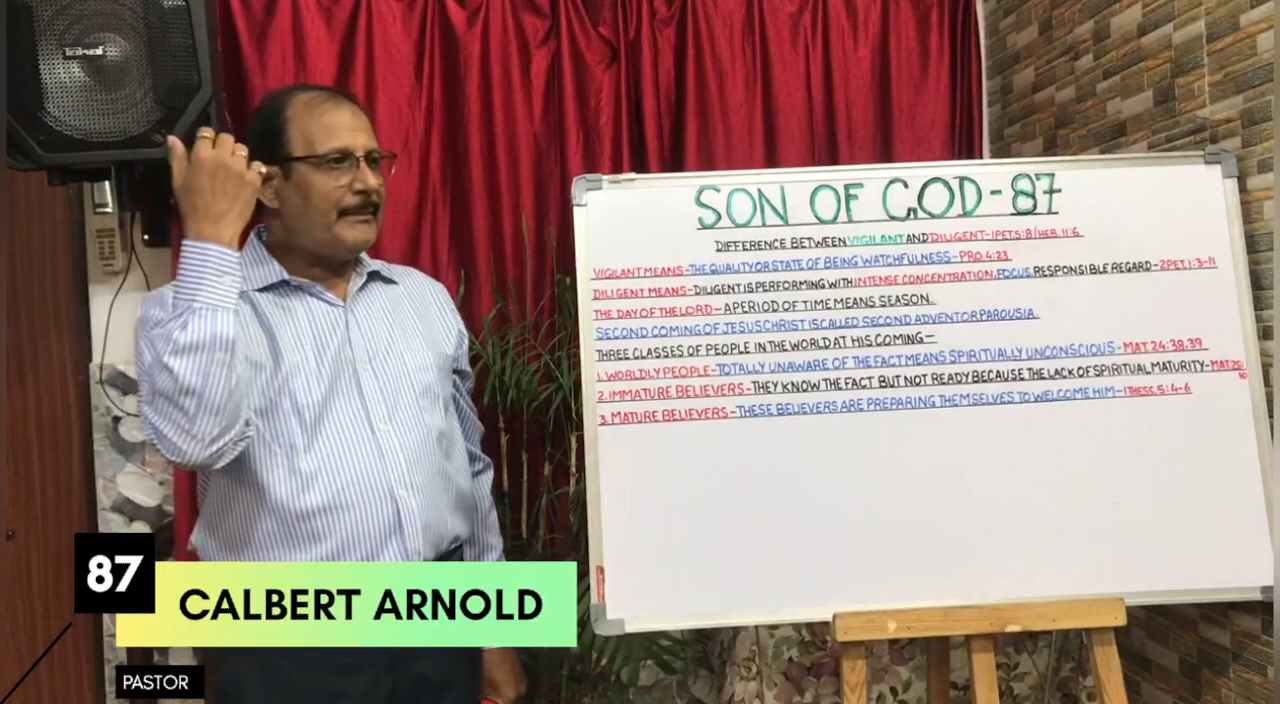 Takai
SON OF GOD-87
DIFFERENCE BETWEEN VIGILANT AND DILIGENT-1PET.5:8/HEB.11:6
VIGILANT MEANS-THE QUALITY OR STATE OF BEING WATCHFULNESS-PRO.4:23
DILIGENT MEANS-DILIGENT IS PERFORMING WITH INTENSE CONCENTRATION, FOCUS, RESPONSIBLE REGARD-2PET.1:3-11
THE DAY OF THE LORD-A PERIOD OF TIME MEANS SEASON.
SECOND COMING OF JESUS CHRIST IS CALLED SECOND ADVENT OR PAROUSIA.
THREE CLASSES OF PEOPLE IN THE WORLD AT HIS COMING-
1. WORLDLY PEOPLE-TOTALLY UNAWARE OF THE FACT MEANS SPIRITUALLY UNCONSCIOUS-MAT.24:38,39
2. IMMATURE BELIEVERS-THEY KNOW THE FACT BUT NOT READY BECAUSE THE LACK OF SPIRITUAL MATURITY-MAT.25:
10
3. MATURE BELIEVERS-THESE BELIEVERS ARE PREPARING THEMSELVES TO WELCOME HIM-1THESS.5:4-6
87
CALBERT ARNOLD
PASTOR